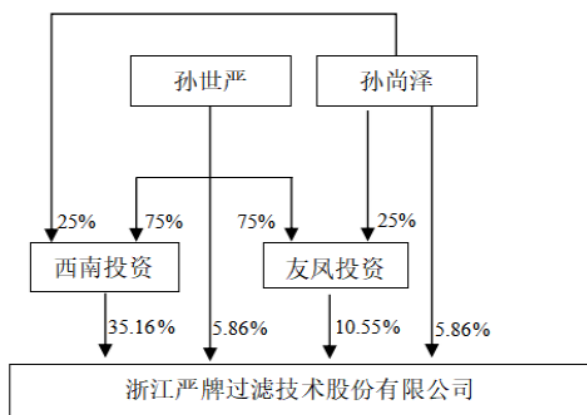 孙世严
孙尚泽
25%
75%
75%
25%
西南投资
友凤投资
35.16%
5.86%
10.55%
5.86%
浙江严牌过滤技术股份有限公司